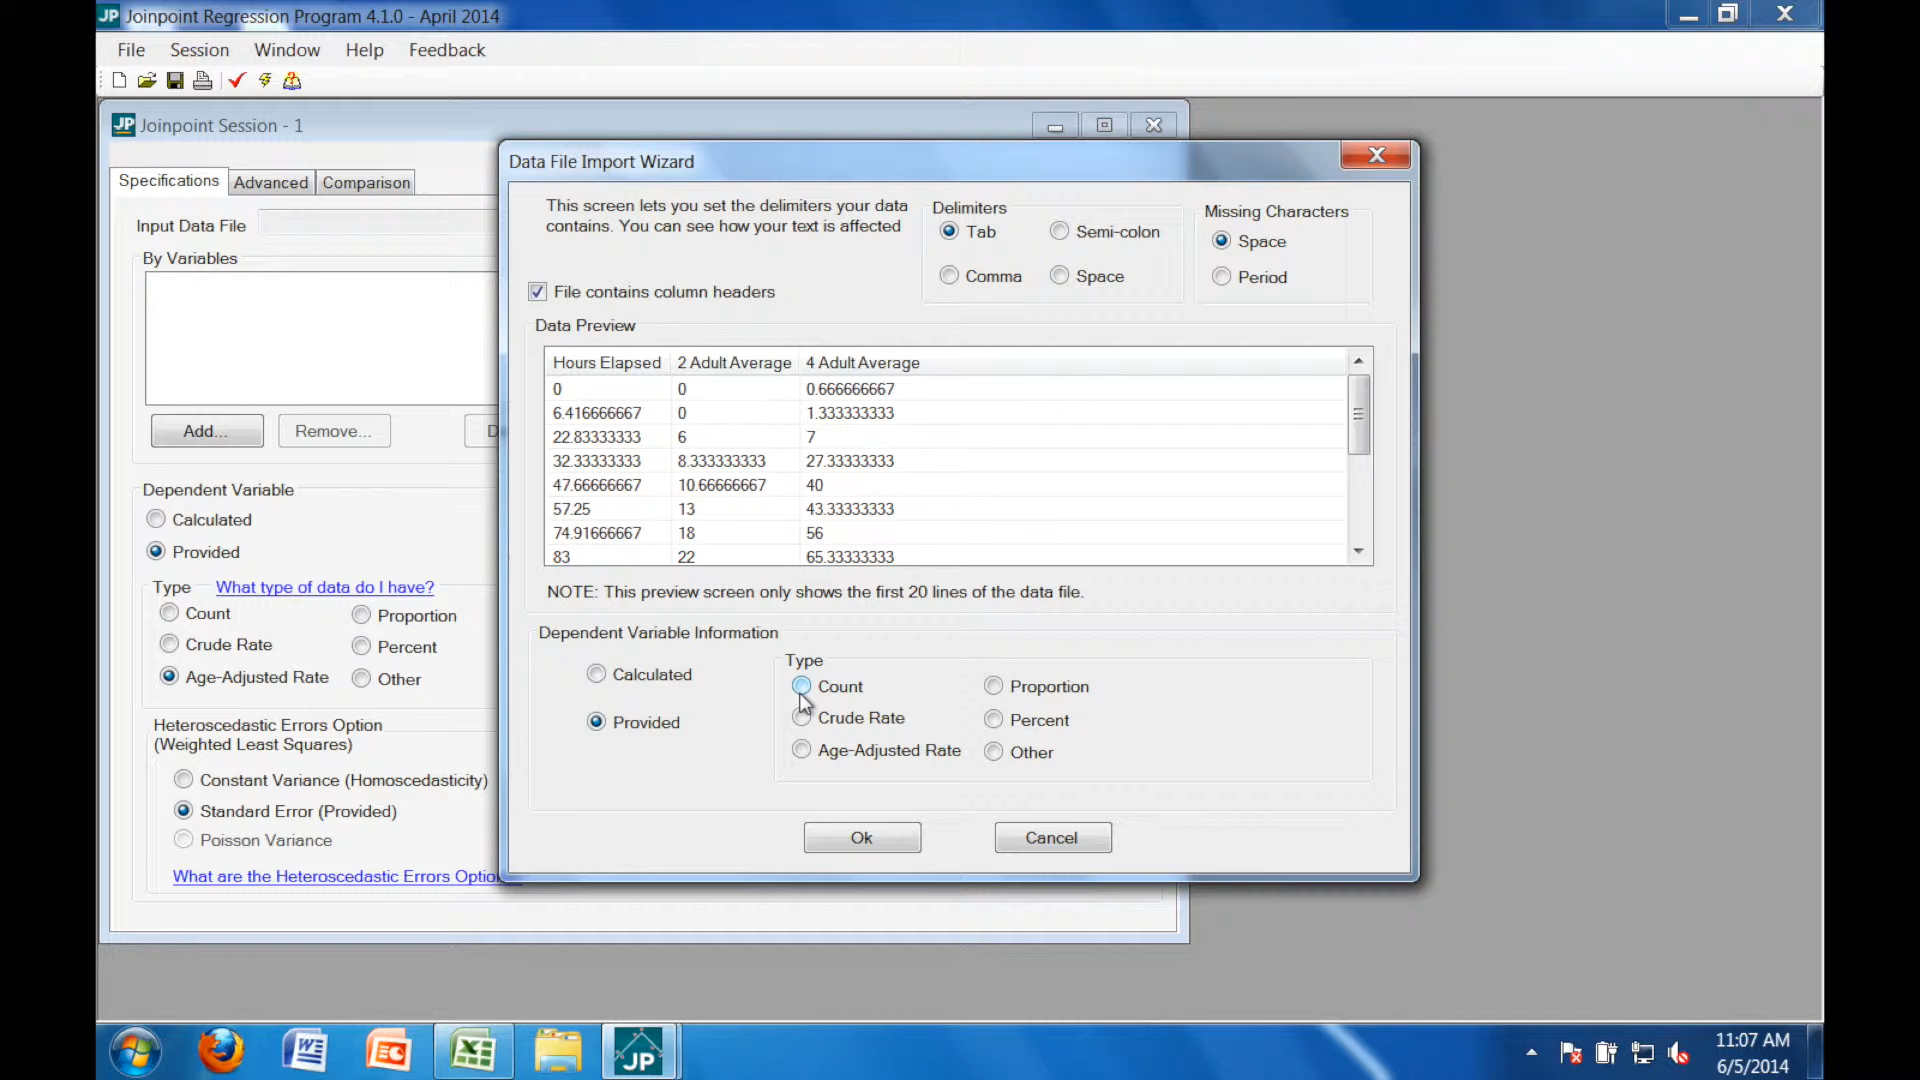 JP Joinpoint Regression Program 4.1.0 - April 2014
File Session Window Help Feedback
JP Joinpoint Session - 1
Specifications Advanced Comparison
Input Data File
By Variables
Add... Remove... D
Dependent Variable
Calculated
Provided
Type What type of data do I have?
Count Proportion
Crude Rate Percent
Age-Adjusted Rate Other
Heteroscedastic Errors Option
(Weighted Least Squares)
Constant Variance (Homoscedasticity)
Standard Error (Provided)
Poisson Variance
What are the Heteroscedastic Errors Optio
Data File Import Wizard
This screen lets you set the delimiters your data
contains. You can see how your text is affected
File contains column headers
Delimiters
Tab Semi-colon
Comma Space
Missing Characters
Space
Period
Data Preview
Hours Elapsed 2 Adult Average 4 Adult Average
0 0 0.666666667
6.416666667 0 1.333333333
22.83333333 6 7
32.33333333 8.333333333 27.33333333
47.66666667 10.66666667 40
57.25 13 43.33333333
74.91666667 18 56
83 22 65.33333333
NOTE: This preview screen only shows the first 20 lines of the data file.
Dependent Variable Information
Calculated
Provided
Type
Count Proportion
Crude Rate Percent
Age-Adjusted Rate Other
Ok Cancel
JP
11:07 AM
6/5/2014